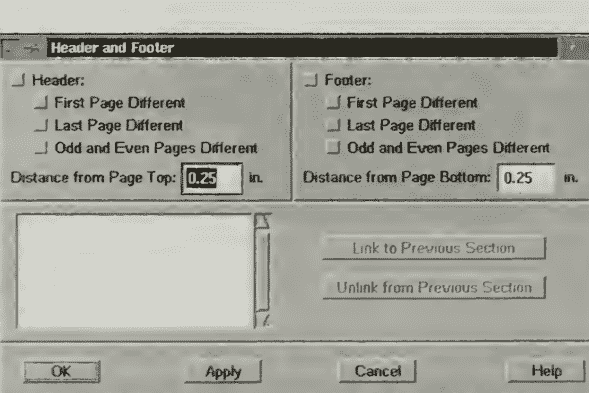 Header and Footer
Header:
First Page Different
Last Page Different
Odd and Even Pages Different
Distance from Page Top: 0.25 in.
Footer:
First Page Different
Last Page Different
Odd and Even Pages Different
Distance from Page Bottom: 0.25 in.
Link to Previous Section
Unlink from Previous Section
OK Apply Cancel Help